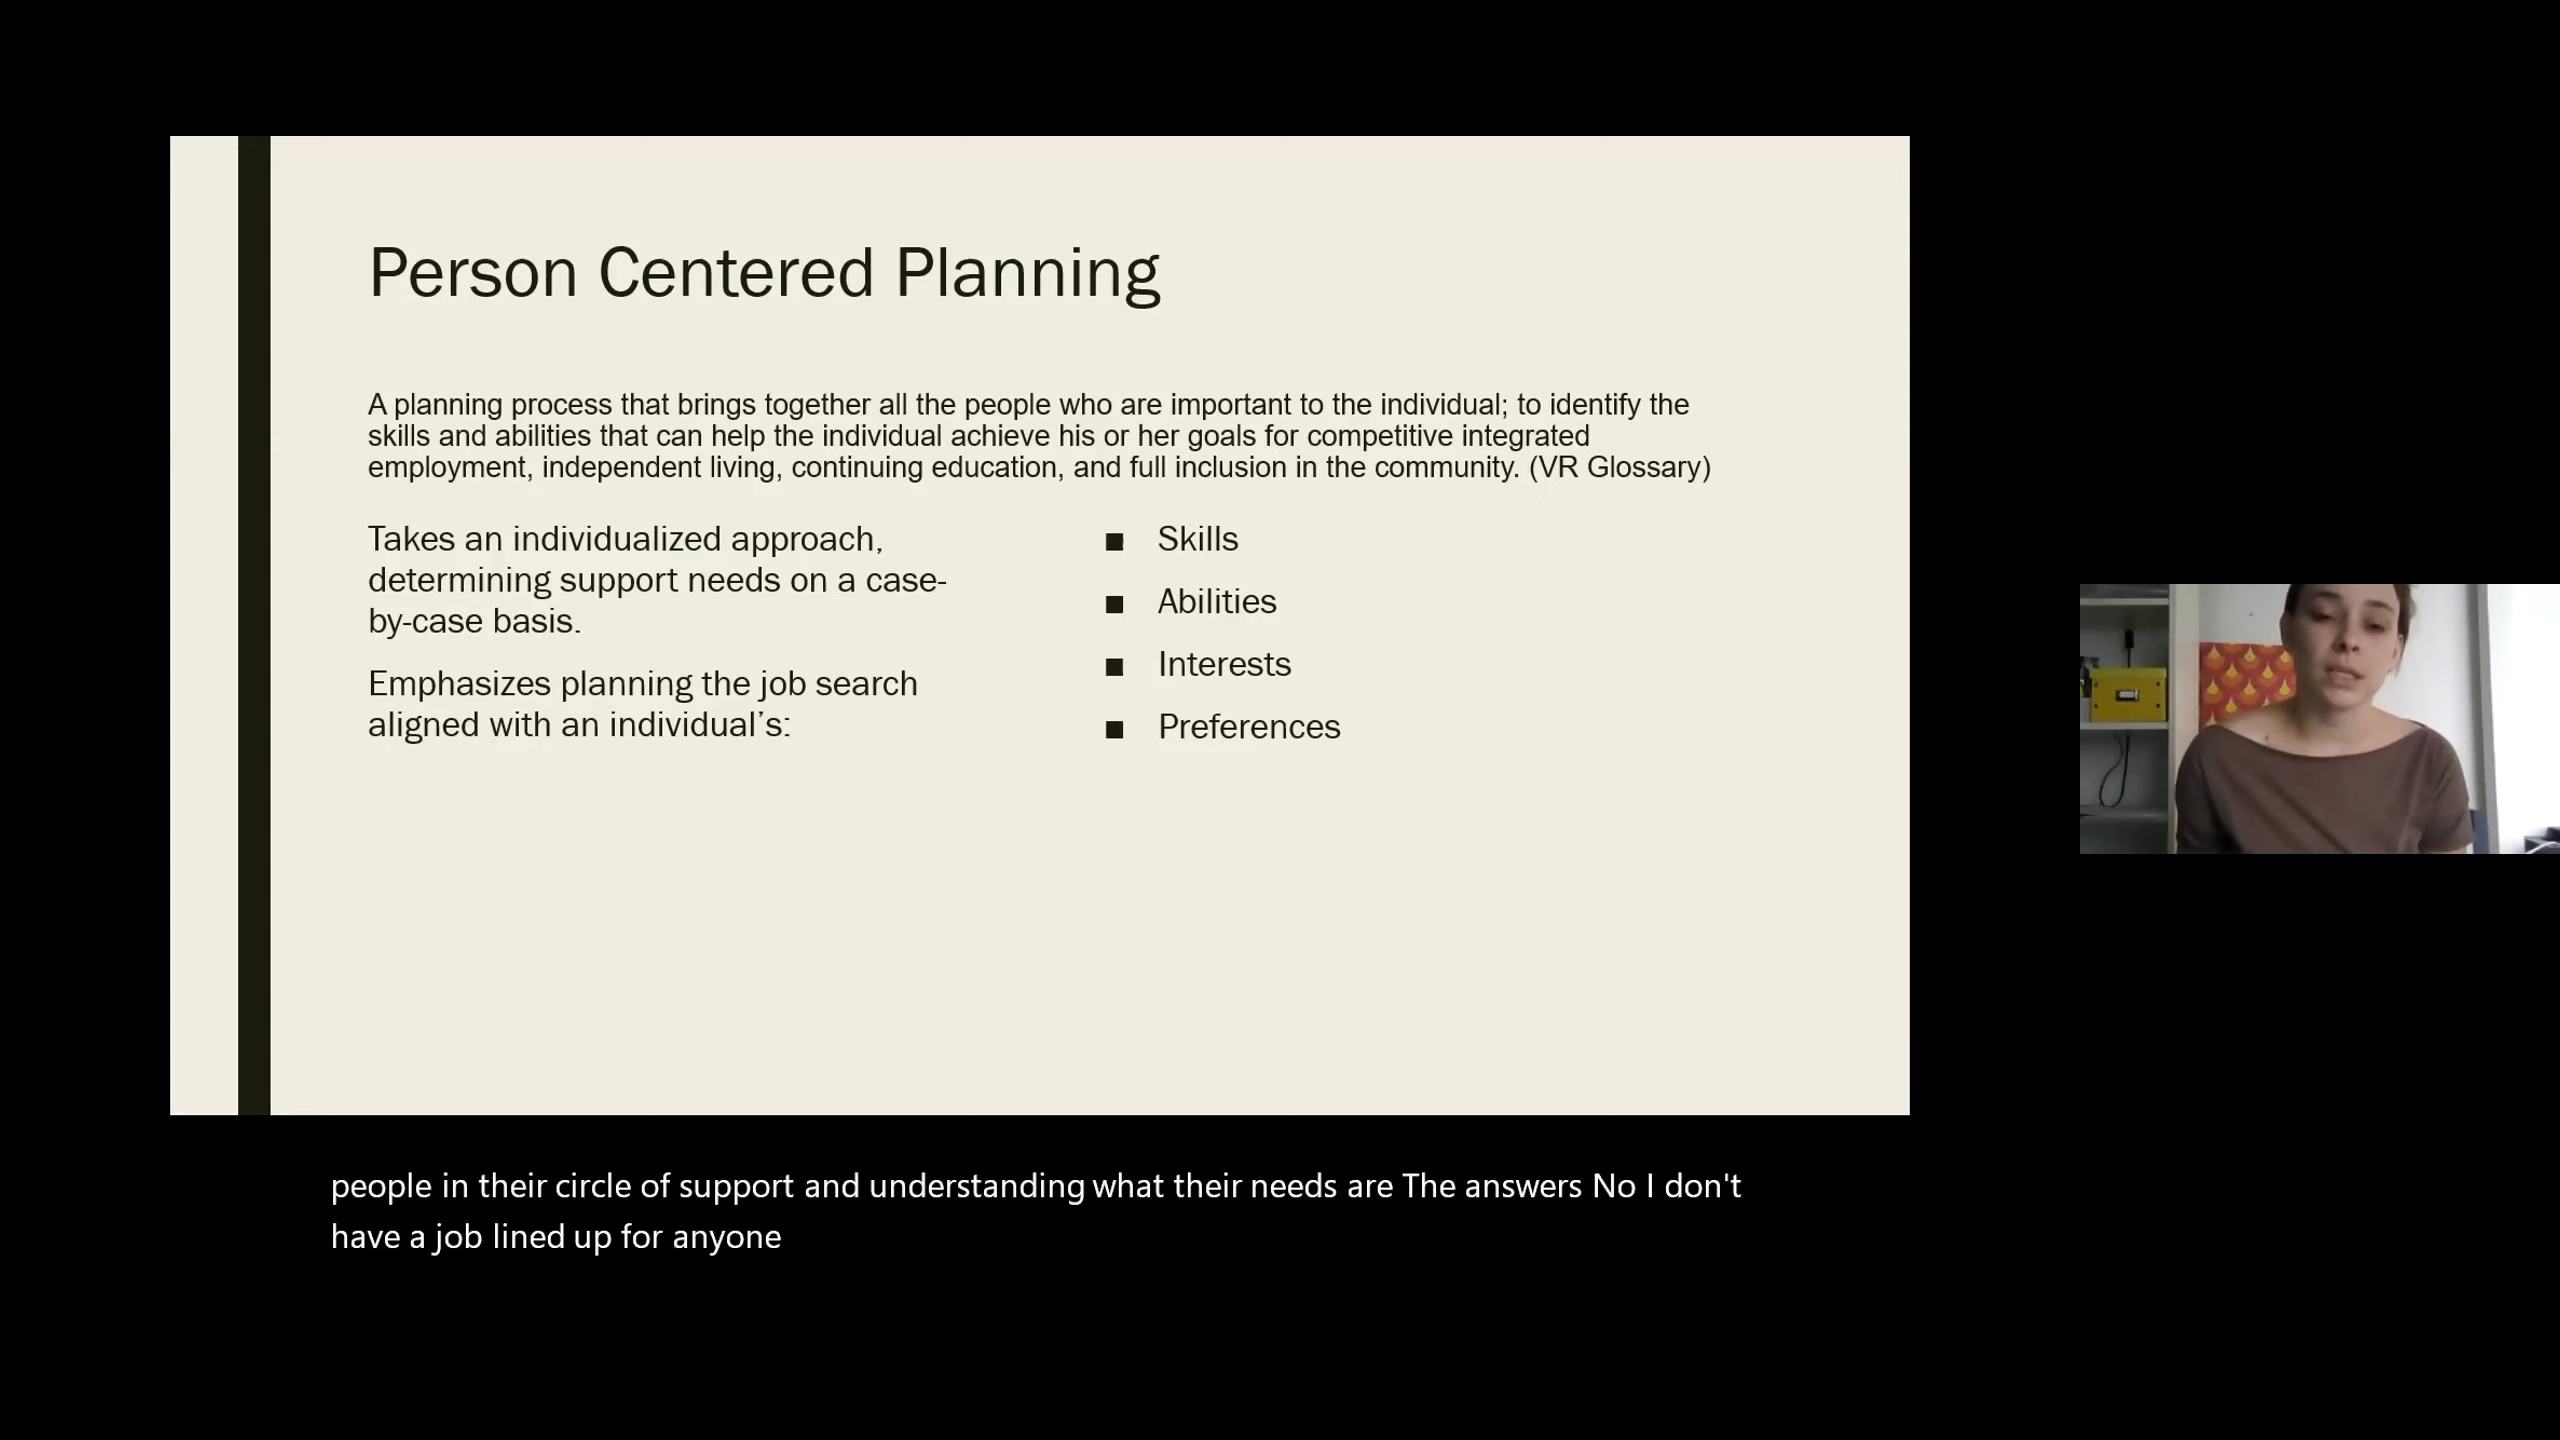 Person Centered Planning
A planning process that brings together all the people who are important to the individual; to identify the
skills and abilities that can help the individual achieve his or her goals for competitive integrated
employment, independent living, continuing education, and full inclusion in the community. (VR Glossary)
Takes an individualized approach,
determining support needs on a case-
by-case basis.
Emphasizes planning the job search
aligned with an individual’s:
■ Skills
■ Abilities
■ Interests
■ Preferences
people in their circle of support and understanding what their needs are The answers No I don't
have a job lined up for anyone